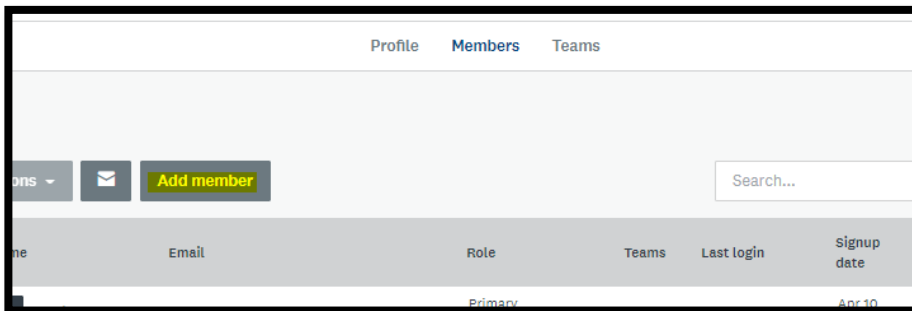 Profile Members Teams
ons Add member Search...
me Email Role Teams Last login Signup
date
Primary Apr 10